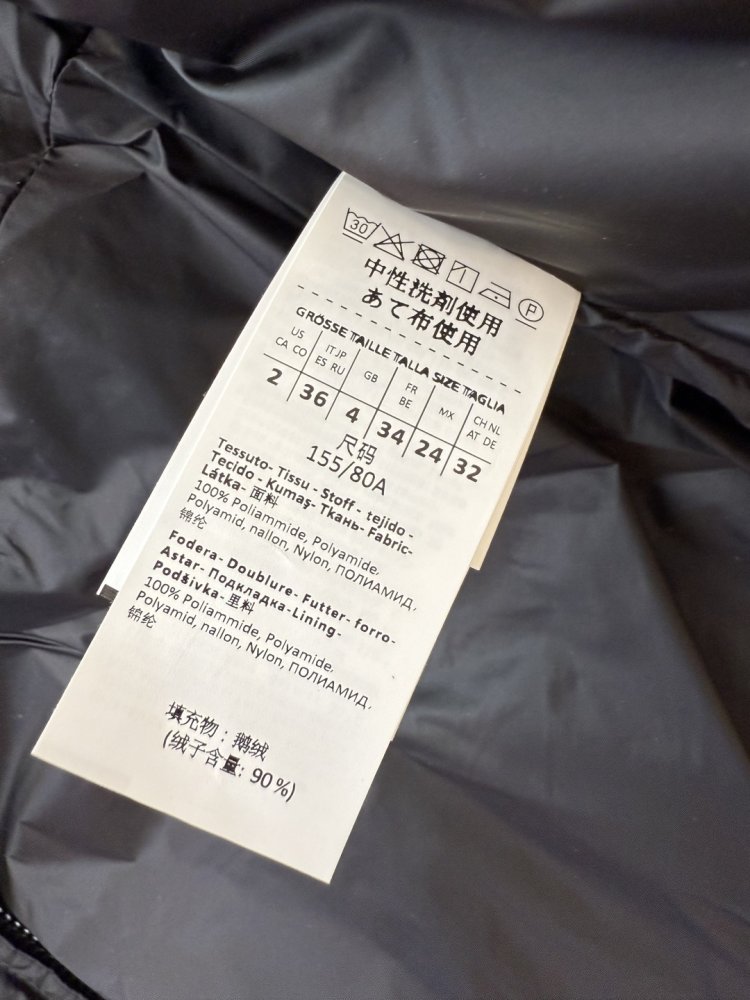 30 P
中性洗剤使用
あて布使用
GRÖSSE TAILLE TALLA SIZE TAGLIA
US CA CO IT JP ES RU GB FR BE MX CH NL AT DE
2 36 4 34 24 32
尺码
155/80A
Tessuto- Tissu - Stoff - tejido -
Tecido - Kumaş- Ткань- Fabric-
Látka- 面料
100% Poliammide, Polyamide,
Polyamid, nallon, Nylon, ПОЛИАМИД,
锦纶
Fodera- Doublure- Futter- forro-
Astar- Подкладка-Lining-
Podšívka- 里料
100% Poliammide, Polyamide,
Polyamid, nallon, Nylon, ПОЛИАМИД,
锦纶
填充物：鹅绒
(绒子含量: 90%)